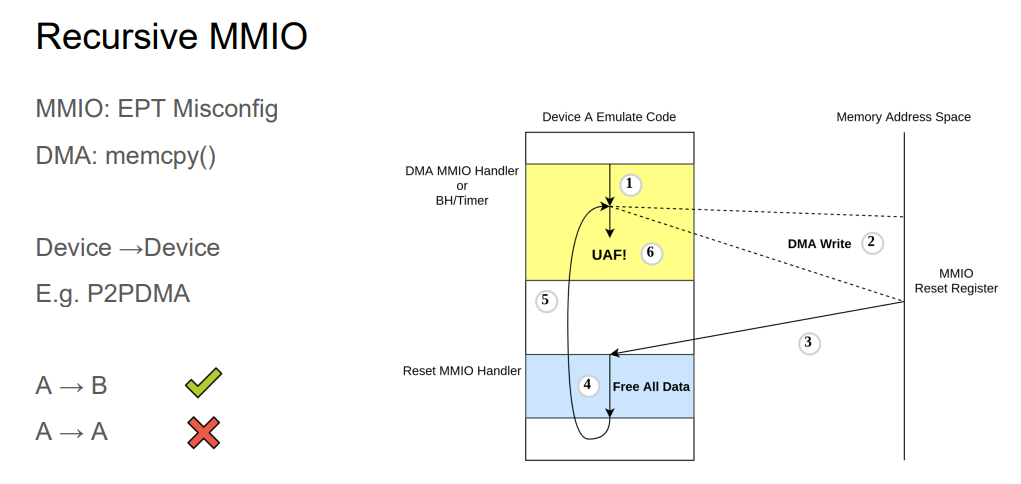 Recursive MMIO
MMIO: EPT Misconfig
DMA: memcpy()
Device →Device
E.g. P2PDMA
A → B
A → A
Device A Emulate Code
Memory Address Space
DMA MMIO Handler
or
BH/Timer
1
DMA Write 2
UAF! 6
MMIO
Reset Register
5
3
Reset MMIO Handler
4 Free All Data